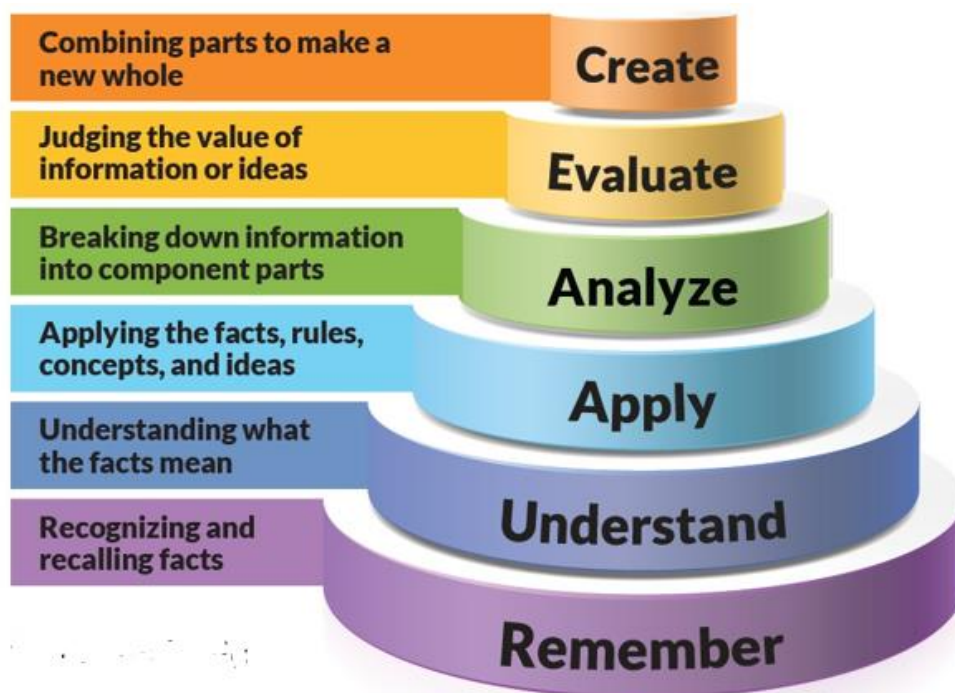 Combining parts to make a
new whole
Create
Judging the value of
information or ideas
Evaluate
Breaking down information
into component parts
Analyze
Applying the facts, rules,
concepts, and ideas
Apply
Understanding what
the facts mean
Understand
Recognizing and
recalling facts
Remember